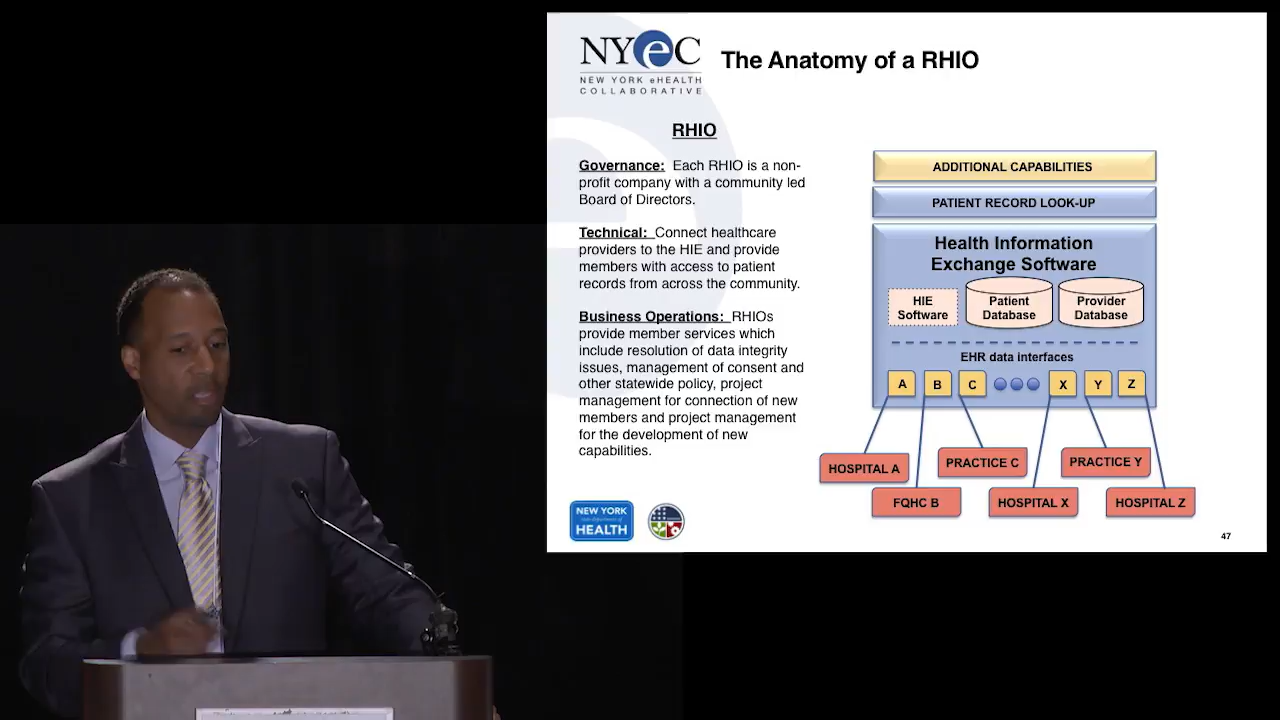 NYeC
NEW YORK eHEALTH
COLLABORATIVE
The Anatomy of a RHIO
RHIO
Governance: Each RHIO is a non-
profit company with a community led
Board of Directors.
Technical: Connect healthcare
providers to the HIE and provide
members with access to patient
records from across the community.
Business Operations: RHIOs
provide member services which
include resolution of data integrity
issues, management of consent and
other statewide policy, project
management for connection of new
members and project management
for the development of new
capabilities.
ADDITIONAL CAPABILITIES
PATIENT RECORD LOOK-UP
Health Information
Exchange Software
HIE
Software
Patient
Database
Provider
Database
EHR data interfaces
A
B
C
X
Y
Z
HOSPITAL A
PRACTICE C
PRACTICE Y
FQHC B
HOSPITAL X
HOSPITAL Z
NEW YORK
state department of
HEALTH
47